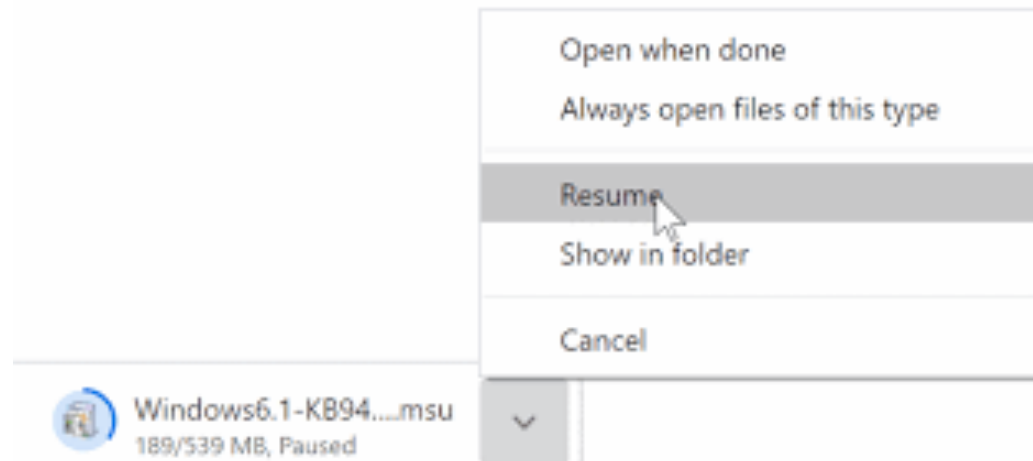 Open when done
Always open files of this type
Resume
Show in folder
Cancel
Windows6.1-KB94....msu
189/539 MB, Paused